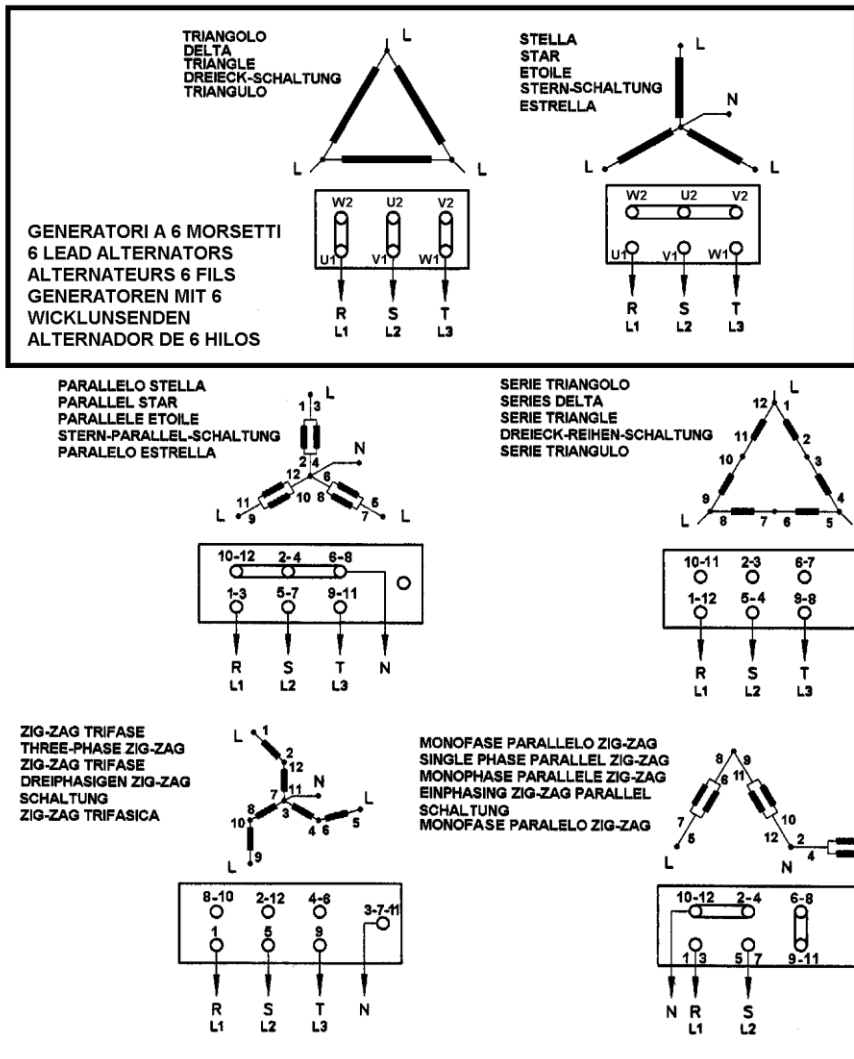 TRIANGOLO
DELTA
TRIANGLE
DREIECK-SCHALTUNG
TRIANGULO
L
L
L
STELLA
STAR
ETOILE
STERN-SCHALTUNG
ESTRELLA
L
N
L
L
GENERATORI A 6 MORSETTI
6 LEAD ALTERNATORS
ALTERNATEURS 6 FILS
GENERATOREN MIT 6
WICKLUNSENDEN
ALTERNADOR DE 6 HILOS
W2 U2 V2
U1 V1 W1
R S T
L1 L2 L3
W2 U2 V2
U1 V1 W1
R S T
L1 L2 L3
PARALLELO STELLA
PARALLEL STAR
PARALLELE ETOILE
STERN-PARALLEL-SCHALTUNG
PARALELO ESTRELLA
L
1 3
2 4
N
12 6
11 10 8 5
9 7
L L
10-12 2-4 6-8
1-3 5-7 9-11
R S T N
L1 L2 L3
SERIE TRIANGOLO
SERIES DELTA
SERIE TRIANGLE
DREIECK-REIHEN-SCHALTUNG
SERIE TRIANGULO
L
12 1
11 2
10 3
9 4
L 8 7 6 5 L
10-11 2-3 6-7
1-12 5-4 9-8
R S T
L1 L2 L3
ZIG-ZAG TRIFASE
THREE-PHASE ZIG-ZAG
ZIG-ZAG TRIFASE
DREIPHASIGEN ZIG-ZAG
SCHALTUNG
ZIG-ZAG TRIFASICA
L 1
2
12
N
7 11
8 3 L
10 4 6 5
9
L
8-10 2-12 4-6 3-7-11
1 5 9
R S T N
L1 L2 L3
MONOFASE PARALLELO ZIG-ZAG
SINGLE PHASE PARALLEL ZIG-ZAG
MONOPHASE PARALLELE ZIG-ZAG
EINPHASING ZIG-ZAG PARALLEL
SCHALTUNG
MONOFASE PARALELO ZIG-ZAG
8 9
6 11
7 10
5 12 2
L N 4
10-12 2-4 6-8
1 3 5 7 9-11
N R S
L1 L2